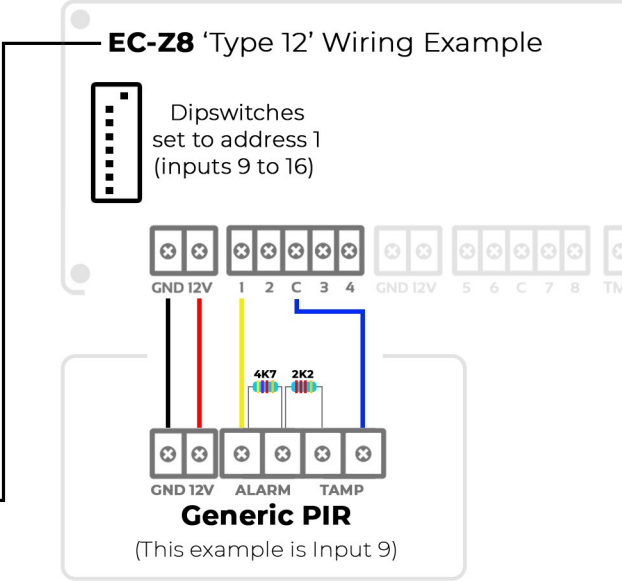 EC-Z8 ‘Type 12’ Wiring Example
Dipswitches
set to address 1
(inputs 9 to 16)
GND 12V 1 2 C 3 4 GND 12V 5 6 C 7 8 TM
4K7 2K2
GND 12V ALARM TAMP
Generic PIR
(This example is Input 9)